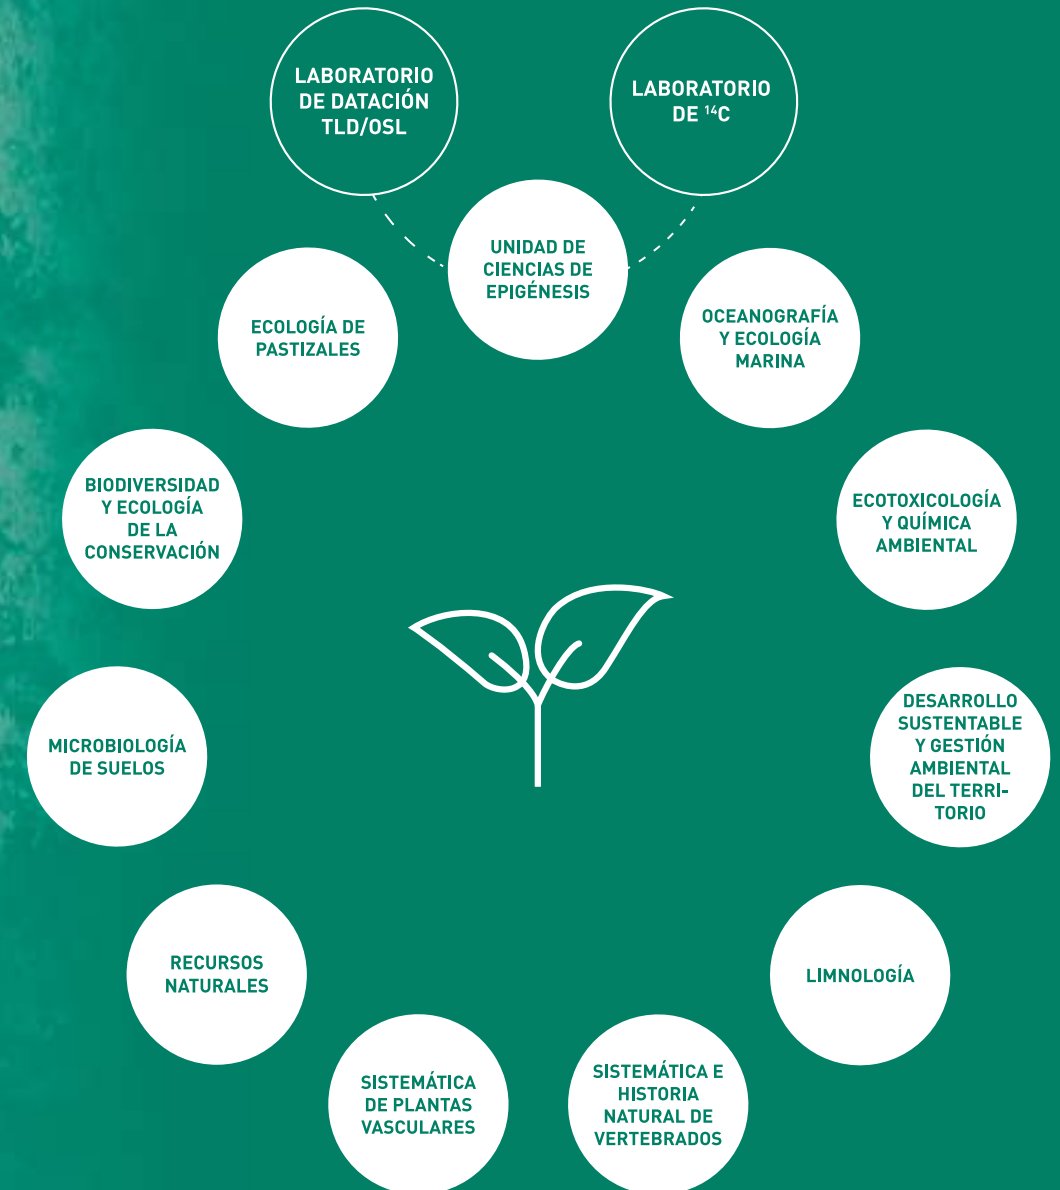 LABORATORIO
DE DATACIÓN
TLD/OSL
LABORATORIO
DE ¹⁴C
UNIDAD DE
CIENCIAS DE
EPIGÉNESIS
ECOLOGÍA DE
PASTIZALES
OCEANOGRAFÍA
Y ECOLOGÍA
MARINA
BIODIVERSIDAD
Y ECOLOGÍA
DE LA
CONSERVACIÓN
ECOTOXICOLOGÍA
Y QUÍMICA
AMBIENTAL
MICROBIOLOGÍA
DE SUELOS
DESARROLLO
SUSTENTABLE
Y GESTIÓN
AMBIENTAL
DEL TERRI-
TORIO
RECURSOS
NATURALES
LIMNOLOGÍA
SISTEMÁTICA
DE PLANTAS
VASCULARES
SISTEMÁTICA E
HISTORIA
NATURAL DE
VERTEBRADOS